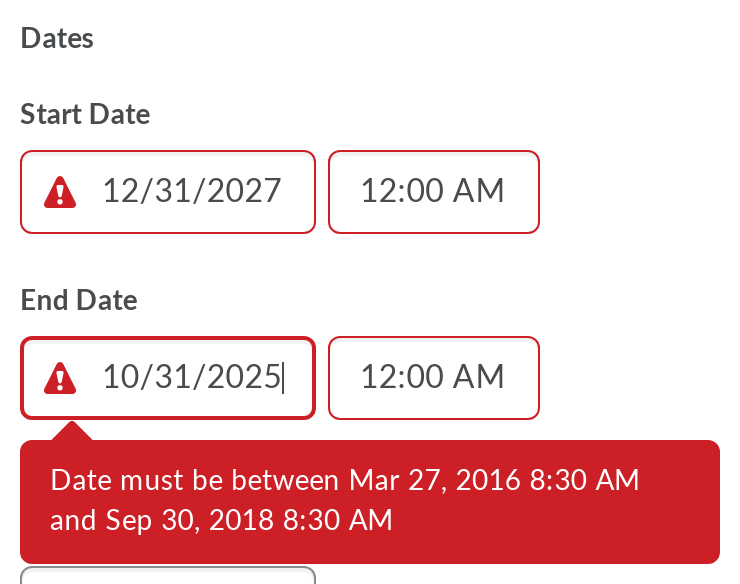 Dates
Start Date
12/31/2027 12:00 AM
End Date
10/31/2025 12:00 AM
Date must be between Mar 27, 2016 8:30 AM
and Sep 30, 2018 8:30 AM